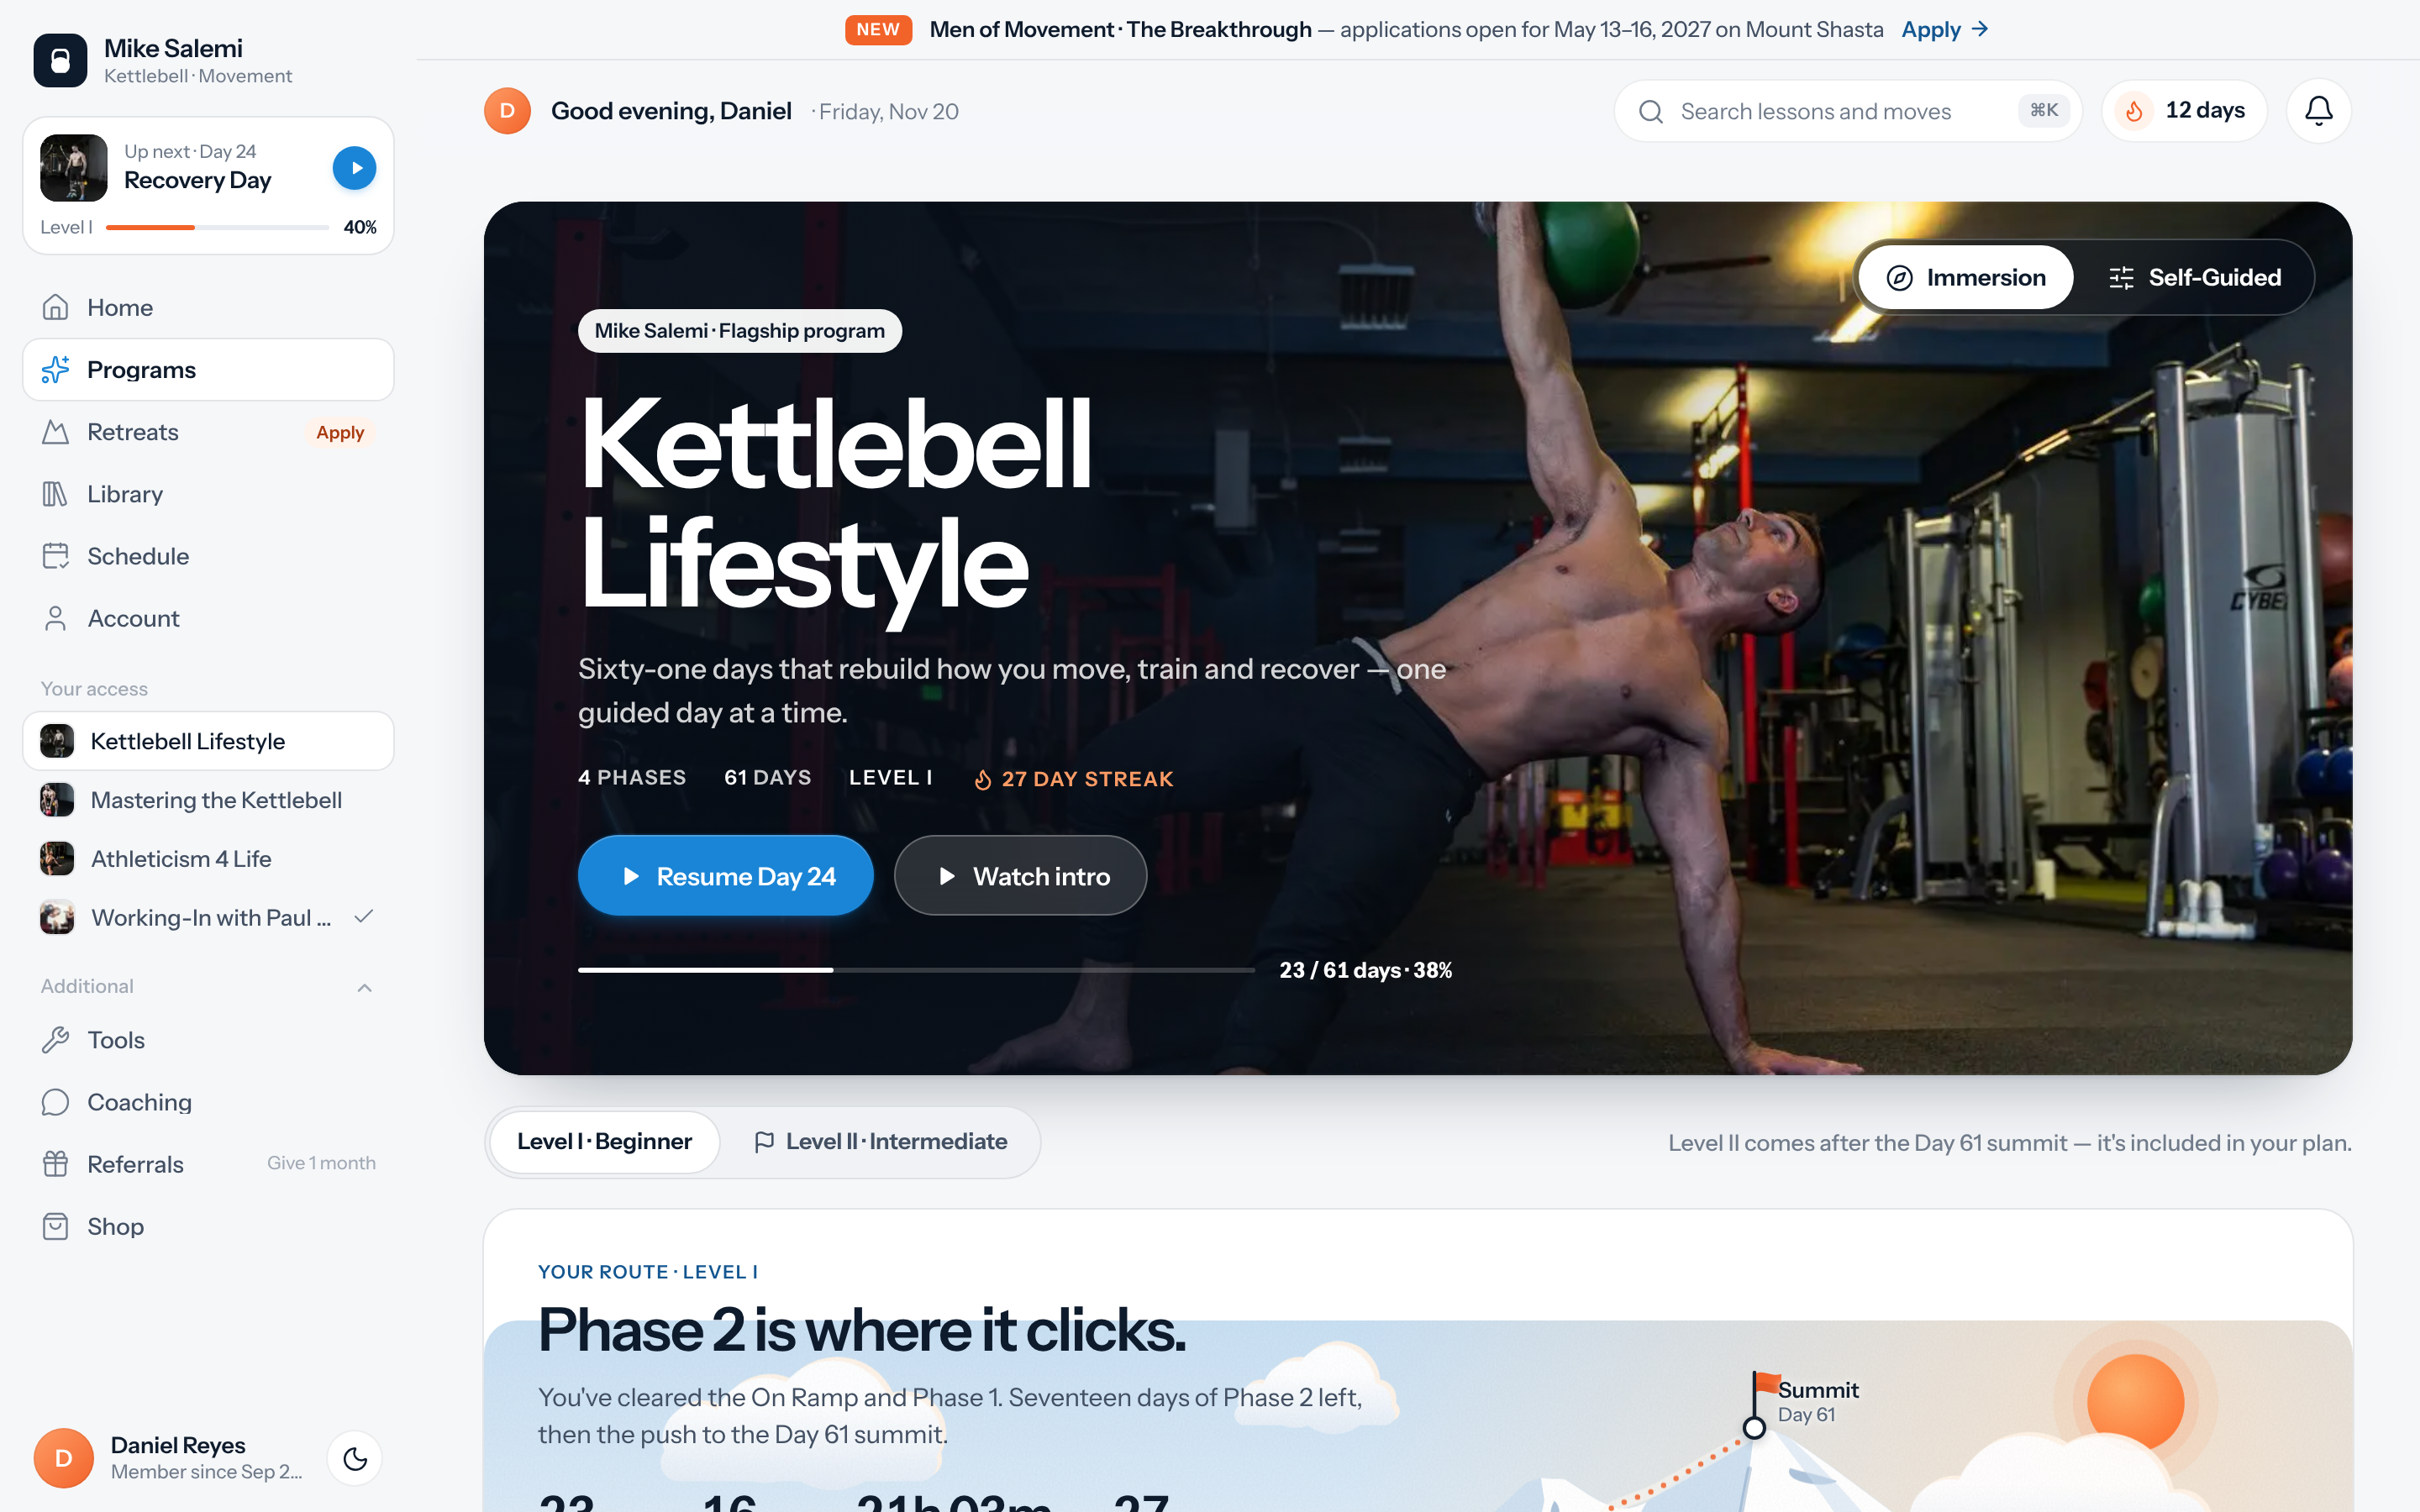 NEW Men of Movement · The Breakthrough — applications open for May 13–16, 2027 on Mount Shasta Apply →
Mike Salemi
Kettlebell · Movement
Up next · Day 24
Recovery Day
Level I 40%
Home
Programs
Retreats Apply
Library
Schedule
Account
Your access
Kettlebell Lifestyle
Mastering the Kettlebell
Athleticism 4 Life
Working-In with Paul ...
Additional
Tools
Coaching
Referrals Give 1 month
Shop
D Daniel Reyes
Member since Sep 2...
D Good evening, Daniel · Friday, Nov 20
Search lessons and moves ⌘K
12 days
Immersion Self-Guided
Mike Salemi · Flagship program
Kettlebell
Lifestyle
Sixty-one days that rebuild how you move, train and recover — one
guided day at a time.
4 PHASES 61 DAYS LEVEL I 27 DAY STREAK
Resume Day 24 Watch intro
23 / 61 days · 38%
Level I · Beginner Level II · Intermediate
Level II comes after the Day 61 summit — it's included in your plan.
YOUR ROUTE · LEVEL I
Phase 2 is where it clicks.
You've cleared the On Ramp and Phase 1. Seventeen days of Phase 2 left,
then the push to the Day 61 summit.
Summit
Day 61
23 16 21h 03m 27